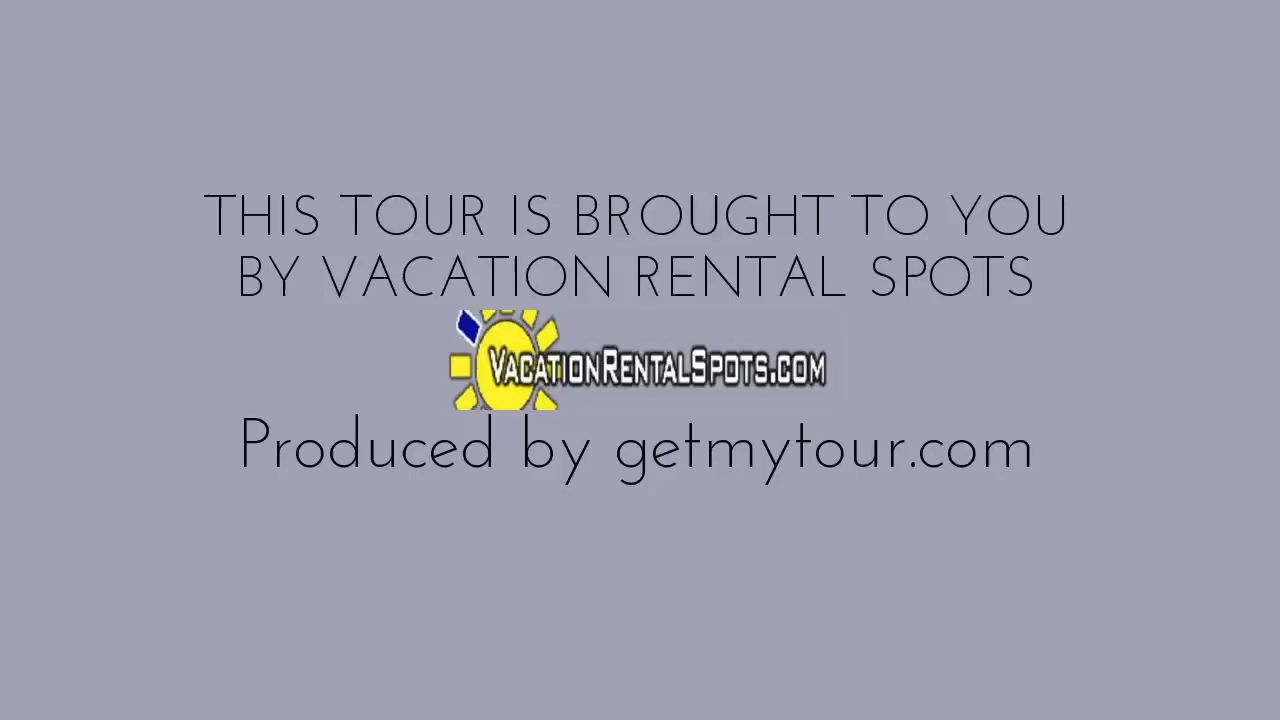 THIS TOUR IS BROUGHT TO YOU
BY VACATION RENTAL SPOTS
VACATIONRENTALSPOTS.COM
Produced by getmytour.com